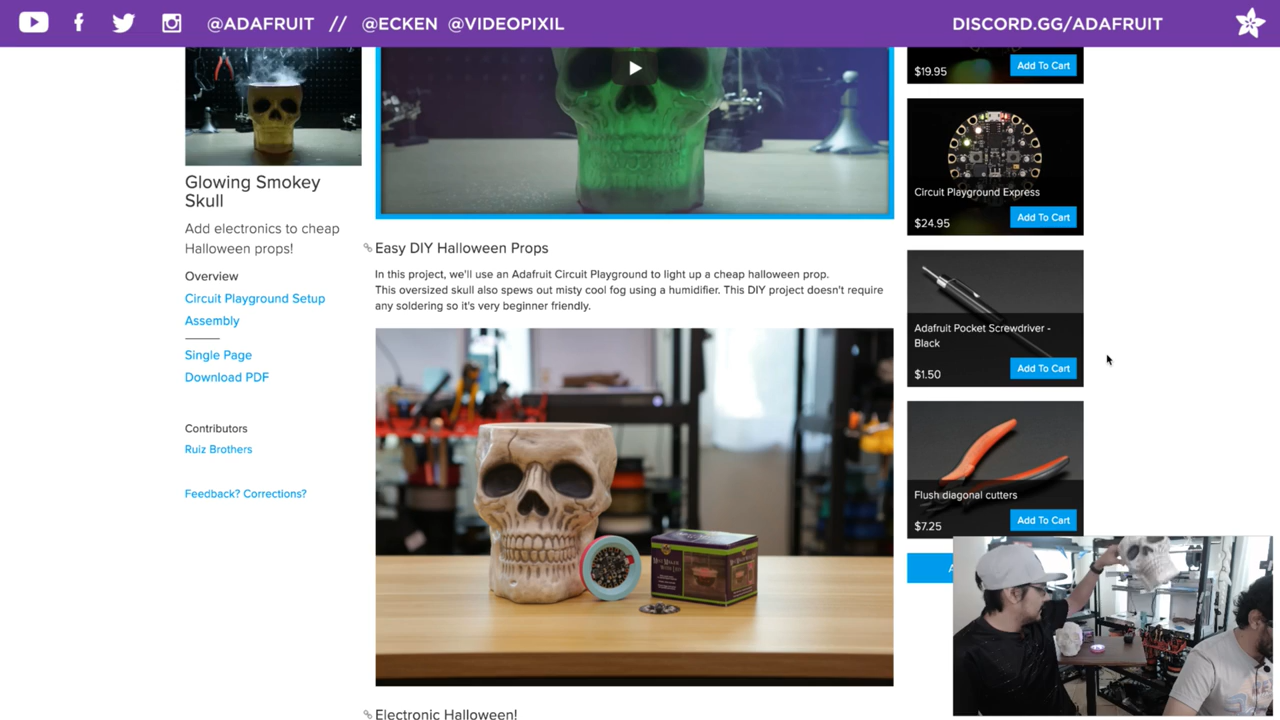 @ADAFRUIT // @ECKEN @VIDEOPIXIL
DISCORD.GG/ADAFRUIT
Glowing Smokey
Skull
Add electronics to cheap
Halloween props!
Overview
Circuit Playground Setup
Assembly
Single Page
Download PDF
Contributors
Ruiz Brothers
Feedback? Corrections?
Easy DIY Halloween Props
In this project, we'll use an Adafruit Circuit Playground to light up a cheap halloween prop.
This oversized skull also spews out misty cool fog using a humidifier. This DIY project doesn't require
any soldering so it's very beginner friendly.
Electronic Halloween!
$19.95
Add To Cart
Circuit Playground Express
$24.95
Add To Cart
Adafruit Pocket Screwdriver -
Black
$1.50
Add To Cart
Flush diagonal cutters
$7.25
Add To Cart